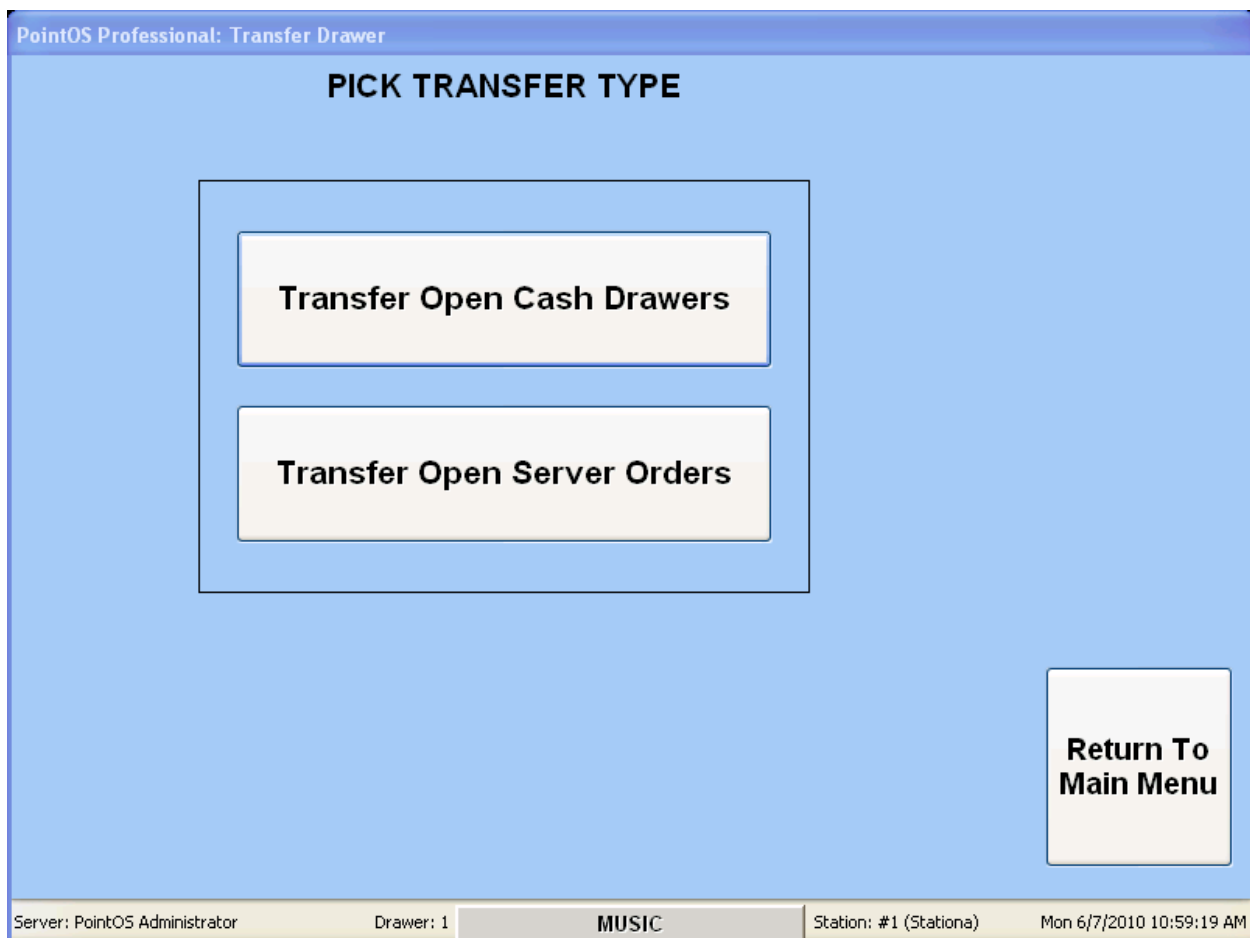 PointOS Professional: Transfer Drawer
PICK TRANSFER TYPE
Transfer Open Cash Drawers
Transfer Open Server Orders
Return To
Main Menu
Server: PointOS Administrator Drawer: 1 MUSIC Station: #1 (Stationa) Mon 6/7/2010 10:59:19 AM